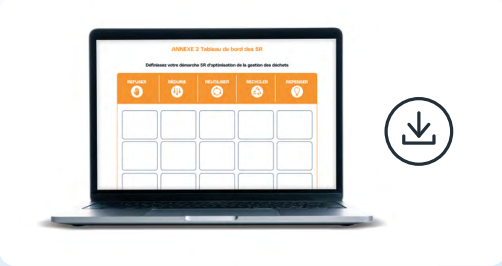 ANNEXE 2 Tableau de bord des 5R
Définissez votre démarche 5R d'optimisation de la gestion des déchets
REFUSER RÉDUIRE RÉUTILISER RECYCLER REPENSER